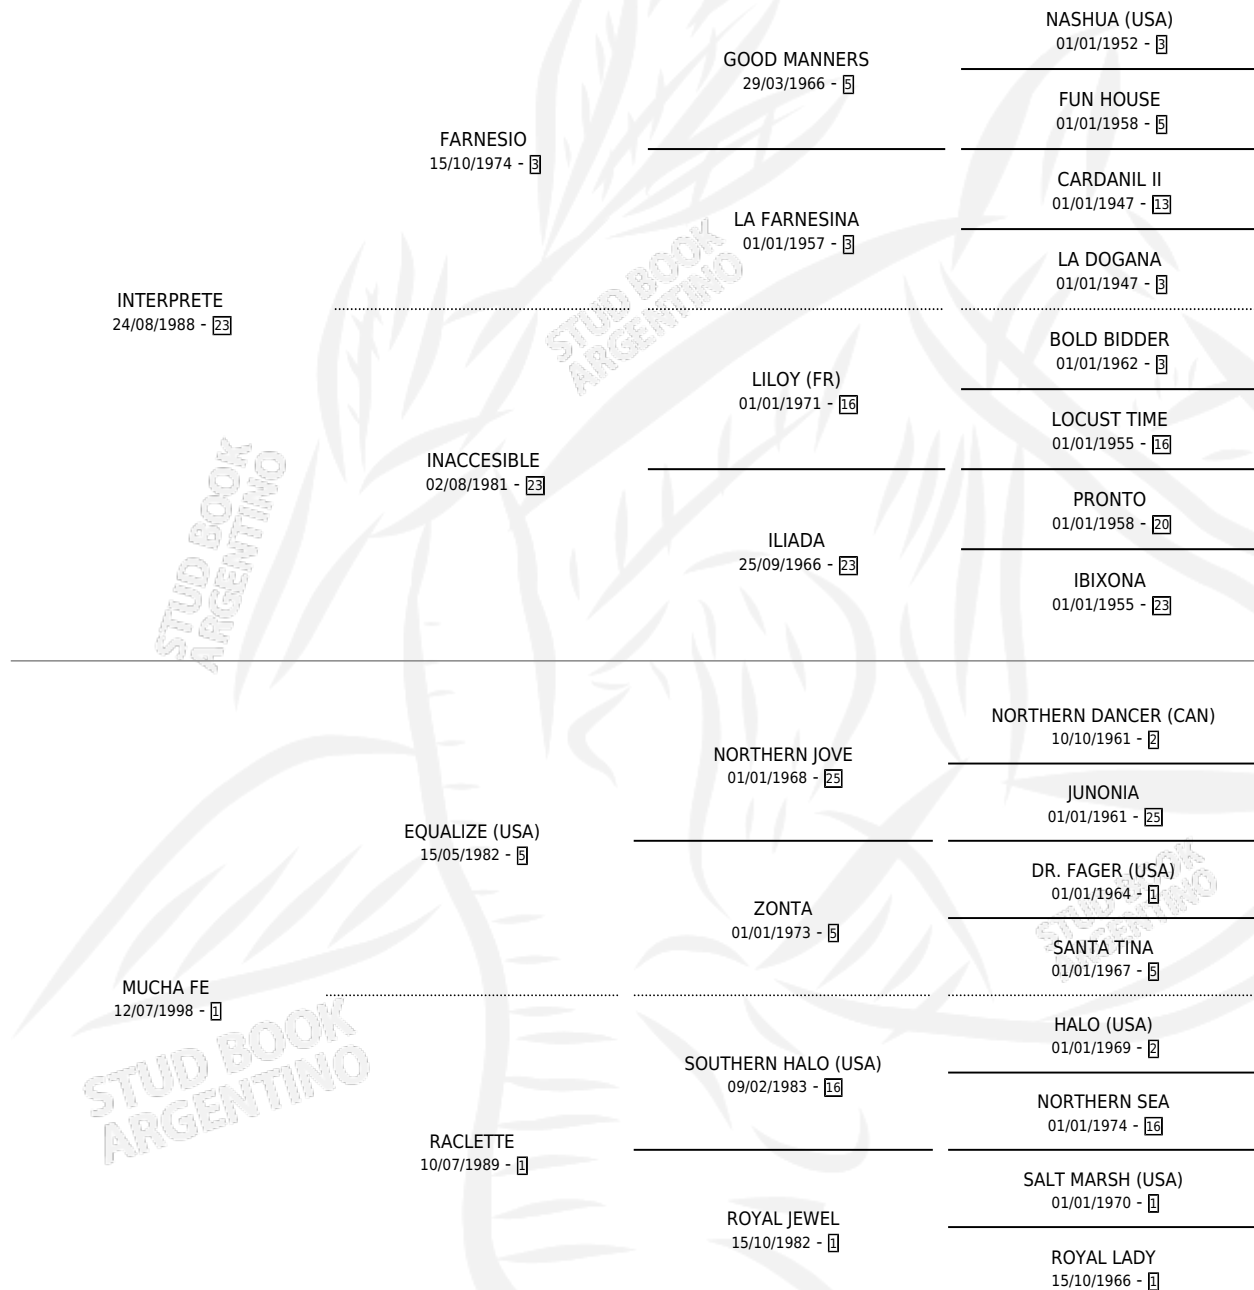 NASHUA (USA)
01/01/1952 - 3
GOOD MANNERS
29/03/1966 - 5
FUN HOUSE
01/01/1958 - 5
FARNESIO
15/10/1974 - 3
CARDANIL II
01/01/1947 - 13
LA FARNESINA
01/01/1957 - 3
LA DOGANA
01/01/1947 - 3
INTERPRETE
24/08/1988 - 23
BOLD BIDDER
01/01/1962 - 3
LILOY (FR)
01/01/1971 - 16
LOCUST TIME
01/01/1955 - 16
INACCESIBLE
02/08/1981 - 23
PRONTO
01/01/1958 - 20
ILIADA
25/09/1966 - 23
IBIXONA
01/01/1955 - 23
NORTHERN DANCER (CAN)
10/10/1961 - 2
NORTHERN JOVE
01/01/1968 - 25
JUNONIA
01/01/1961 - 25
EQUALIZE (USA)
15/05/1982 - 5
DR. FAGER (USA)
01/01/1964 - 1
ZONTA
01/01/1973 - 5
SANTA TINA
01/01/1967 - 5
MUCHA FE
12/07/1998 - 1
HALO (USA)
01/01/1969 - 2
SOUTHERN HALO (USA)
09/02/1983 - 16
NORTHERN SEA
01/01/1974 - 16
RACLETTE
10/07/1989 - 1
SALT MARSH (USA)
01/01/1970 - 1
ROYAL JEWEL
15/10/1982 - 1
ROYAL LADY
15/10/1966 - 1
STUD BOOK
ARGENTINO
STUD BOOK
ARGENTINO
STUD BOOK
ARGENTINO
STUD BOOK
ARGENTINO